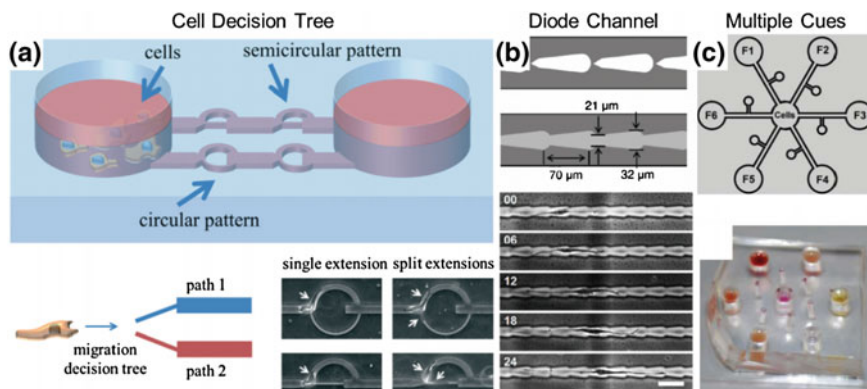 Cell Decision Tree
(a)
cells
semicircular pattern
circular pattern
migration
decision tree
path 1
path 2
single extension
split extensions
Diode Channel
(b)
21 µm
70 µm
32 µm
00
06
12
18
24
Multiple Cues
(c)
F1
F2
F6
Cells
F3
F5
F4